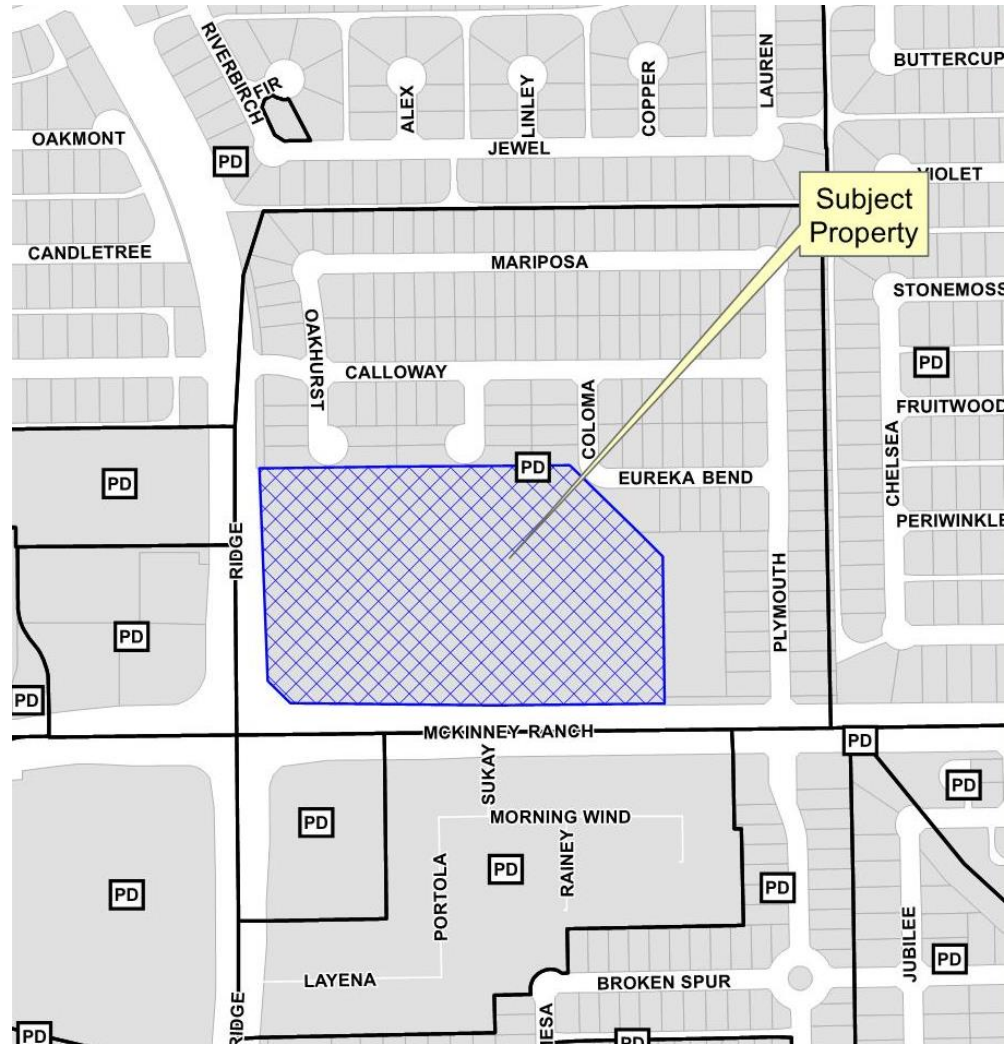 RIVERBIRCH
FIR
ALEX
LINLEY
COPPER
LAUREN
BUTTERCUP
OAKMONT
JEWEL
PD
VIOLET
Subject
Property
CANDLETREE
MARIPOSA
STONEMOSS
OAKHURST
CALLOWAY
COLOMA
PD
FRUITWOOD
CHELSEA
PD
PD
EUREKA BEND
PERIWINKLE
RIDGE
PLYMOUTH
PD
PD
MCKINNEY RANCH
PD
SUKAY
PD
MORNING WIND
PD
PORTOLA
RAINEY
PD
PD
PD
JUBILEE
PD
LAYENA
BROKEN SPUR
RIDGE
PD
PD